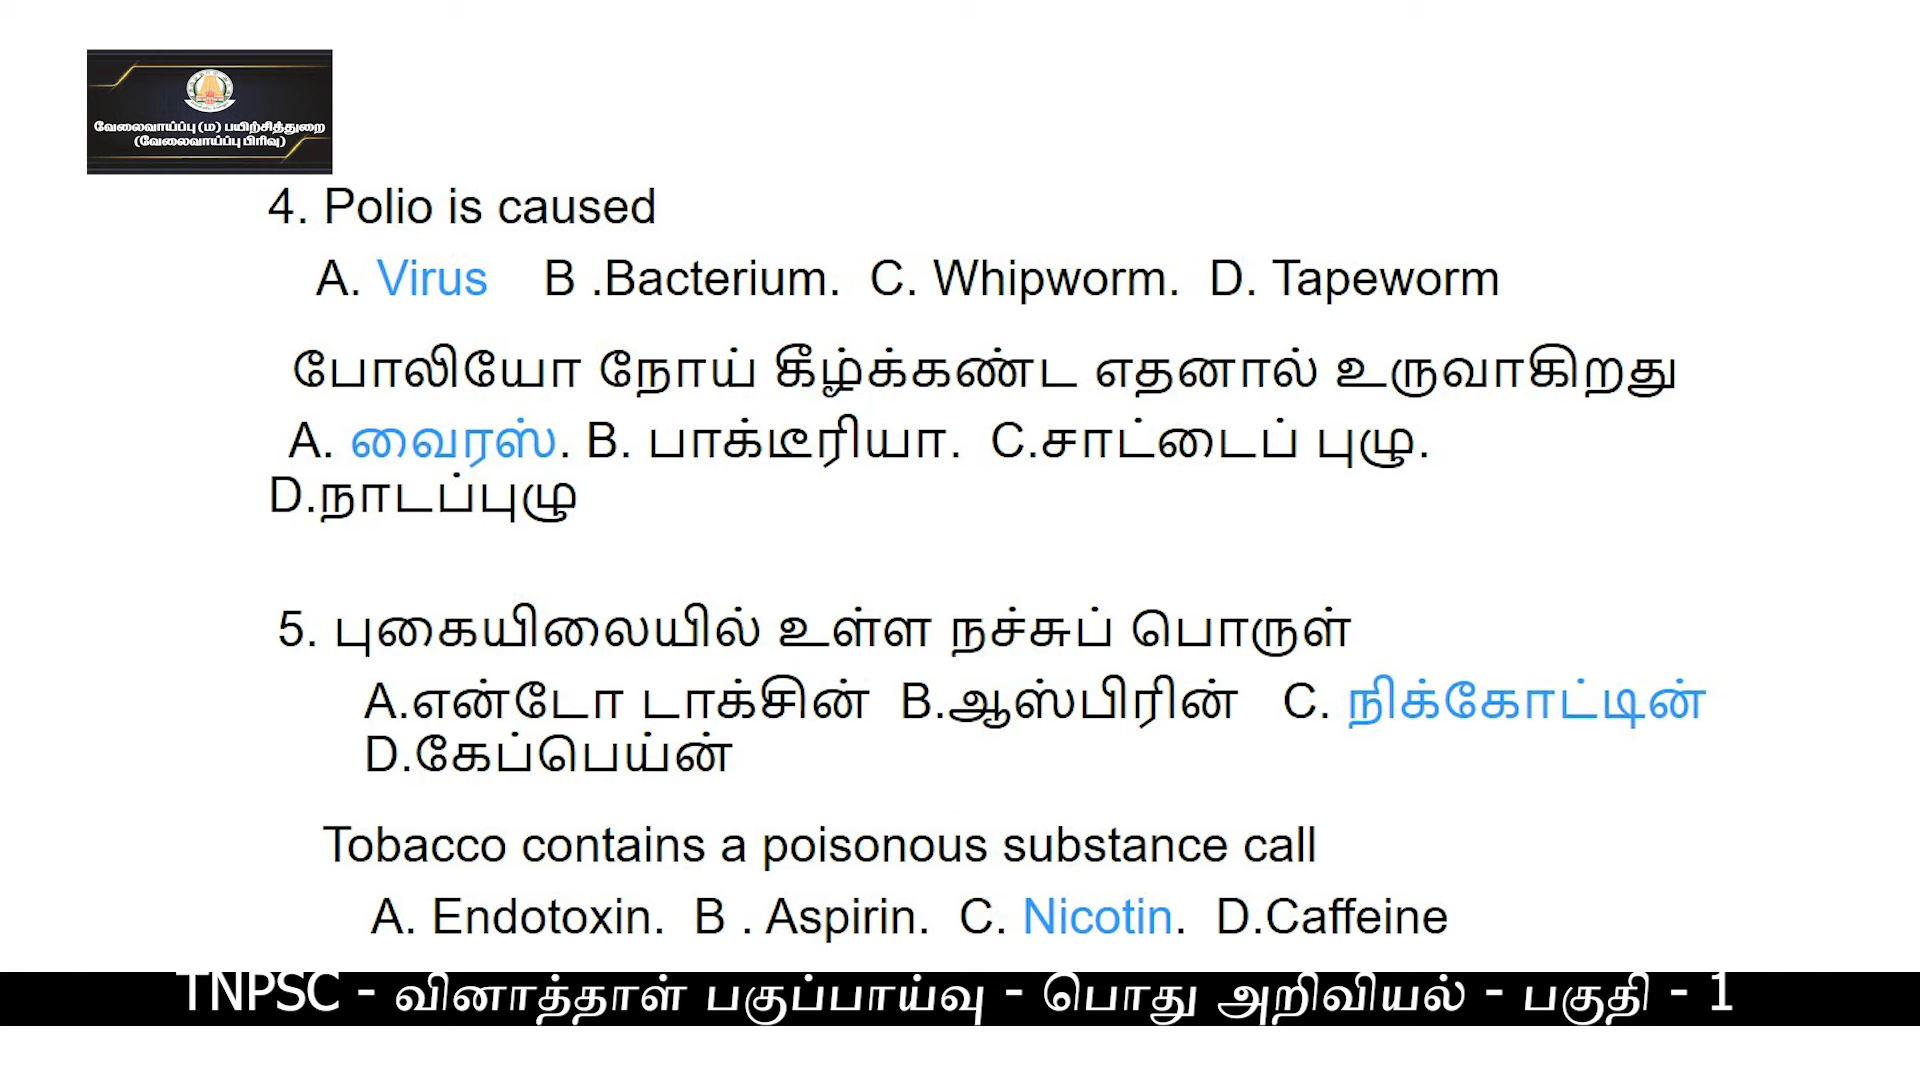 வேலைவாய்ப்பு (ம) பயிற்சித்துறை
(வேலைவாய்ப்பு பிரிவு)
4. Polio is caused
A. Virus B .Bacterium. C. Whipworm. D. Tapeworm
போலியோ நோய் கீழ்க்கண்ட எதனால் உருவாகிறது
A. வைரஸ். B. பாக்டீரியா. C.சாட்டைப் புழு.
D.நாடப்புழு
5. புகையிலையில் உள்ள நச்சுப் பொருள்
A.என்டோ டாக்சின் B.ஆஸ்பிரின் C. நிக்கோட்டின்
D.கேப்பெய்ன்
Tobacco contains a poisonous substance call
A. Endotoxin. B . Aspirin. C. Nicotin. D.Caffeine
TNPSC - வினாத்தாள் பகுப்பாய்வு - பொது அறிவியல் - பகுதி - 1